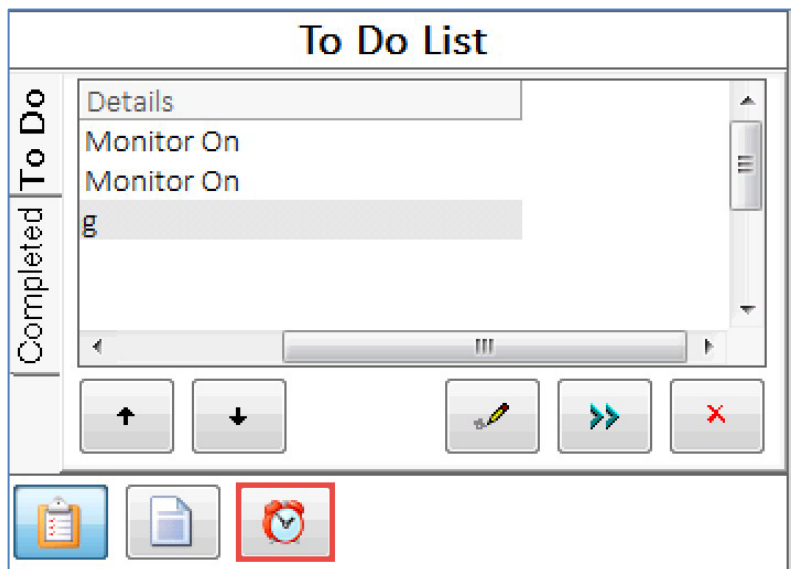 To Do List
To Do
Completed
Details
Monitor On
Monitor On
g